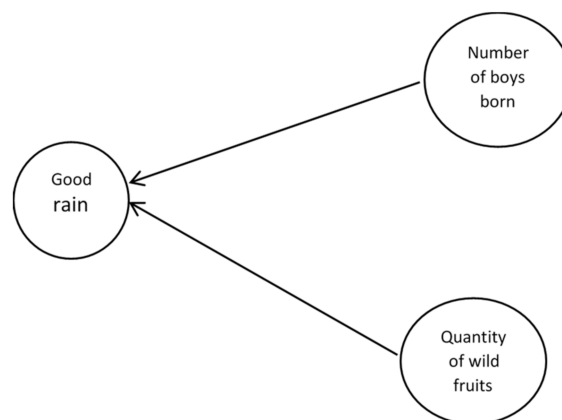 Number
of boys
born
Good
rain
Quantity
of wild
fruits